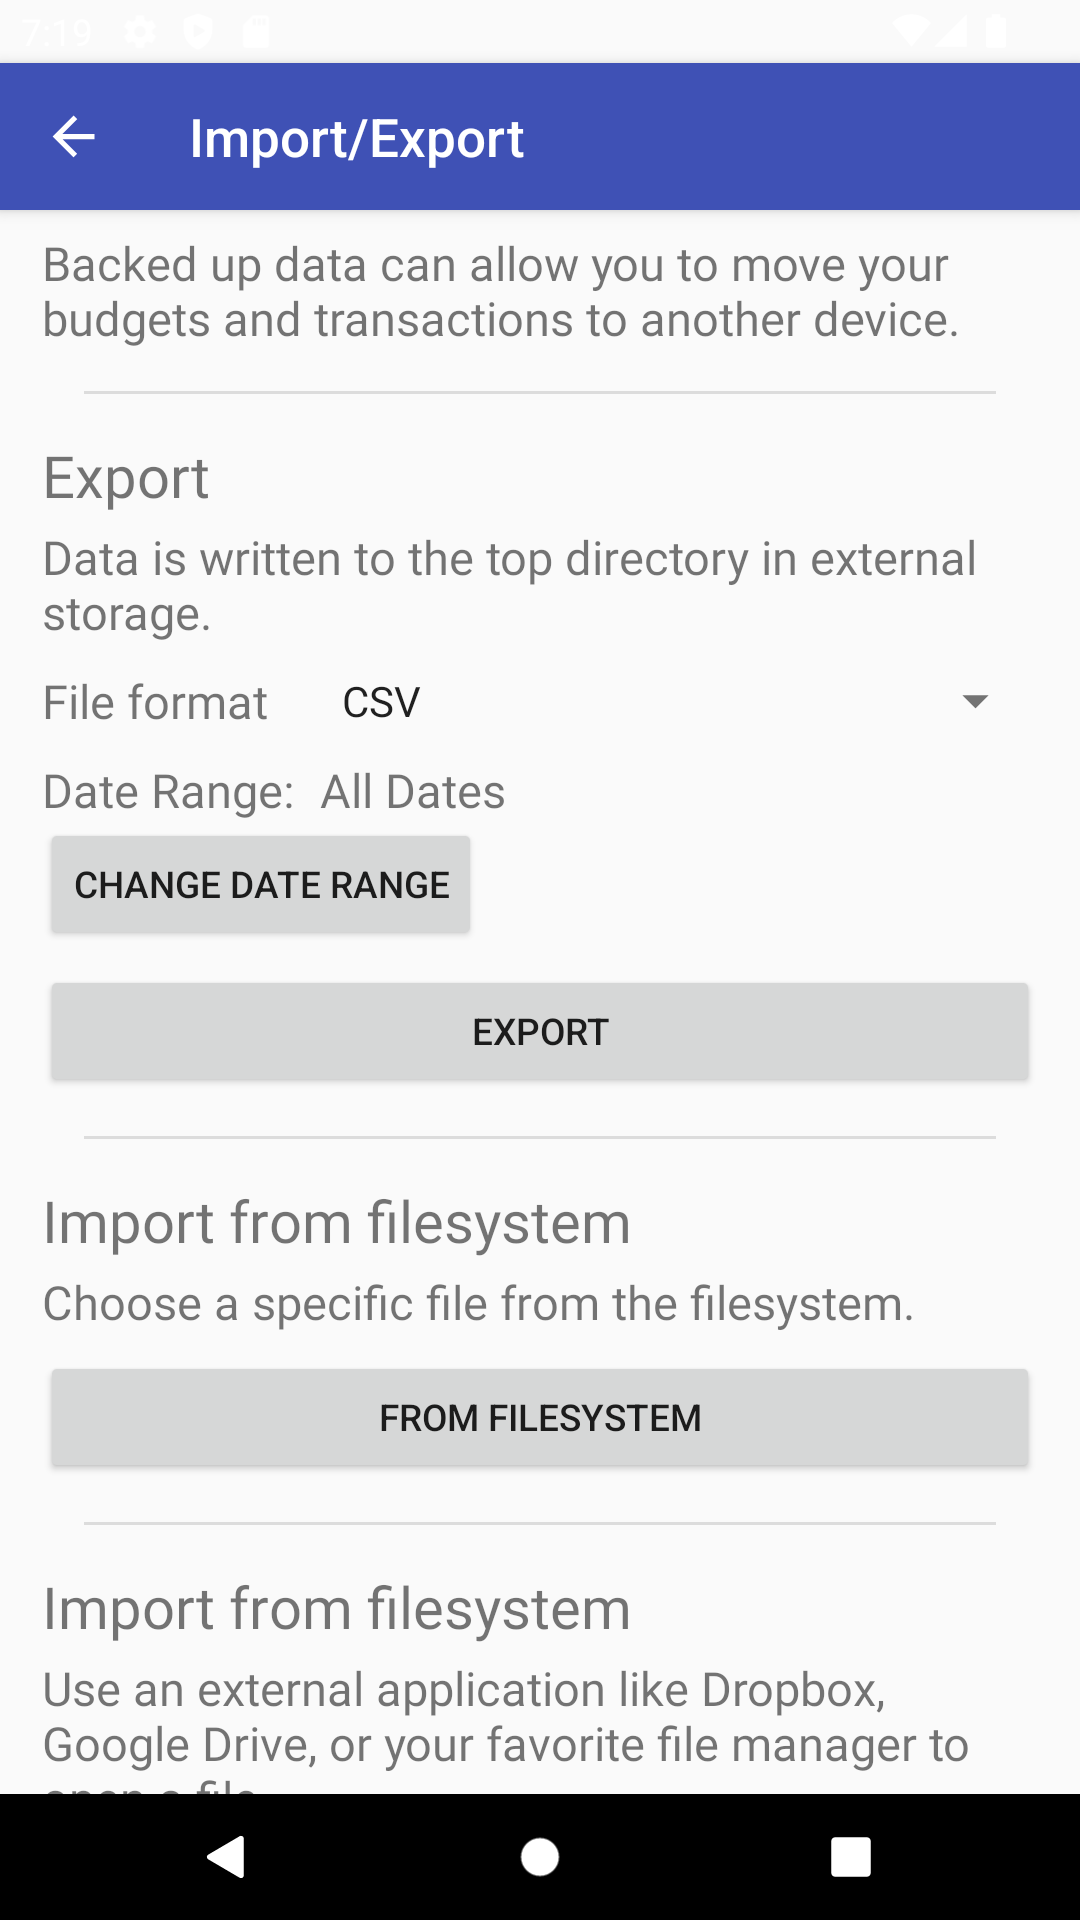 7:19
Import/Export
Backed up data can allow you to move your
budgets and transactions to another device.
Export
Data is written to the top directory in external
storage.
File format CSV
Date Range: All Dates
CHANGE DATE RANGE
EXPORT
Import from filesystem
Choose a specific file from the filesystem.
FROM FILESYSTEM
Import from filesystem
Use an external application like Dropbox,
Google Drive, or your favorite file manager to
open a file